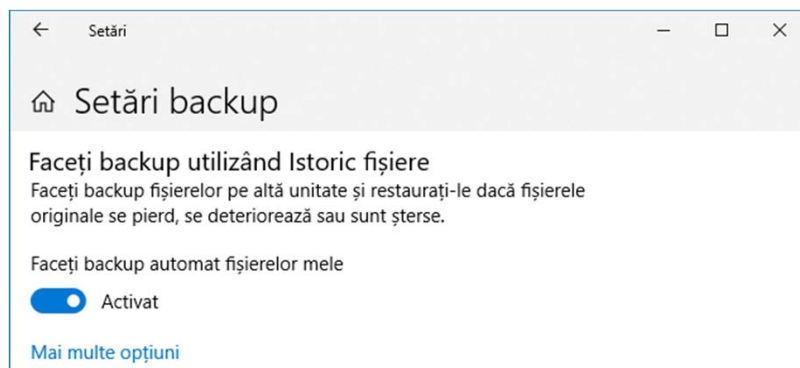 Setări
Setări backup
Faceți backup utilizând Istoric fișiere
Faceți backup fișierelor pe altă unitate și restaurați-le dacă fișierele
originale se pierd, se deteriorează sau sunt șterse.
Faceți backup automat fișierelor mele
Activat
Mai multe opțiuni